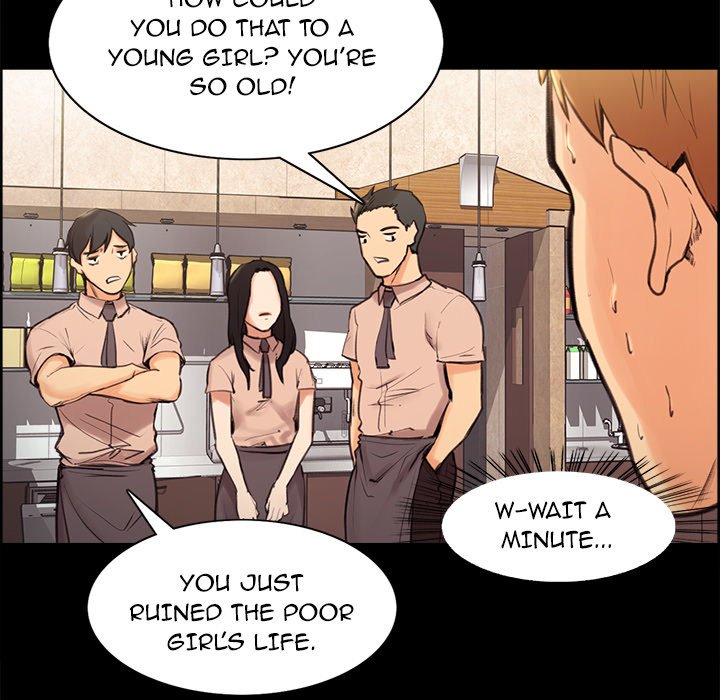 HOW COULD
YOU DO THAT TO A
YOUNG GIRL? YOU'RE
SO OLD!
W-WAIT A
MINUTE...
YOU JUST
RUINED THE POOR
GIRL'S LIFE.